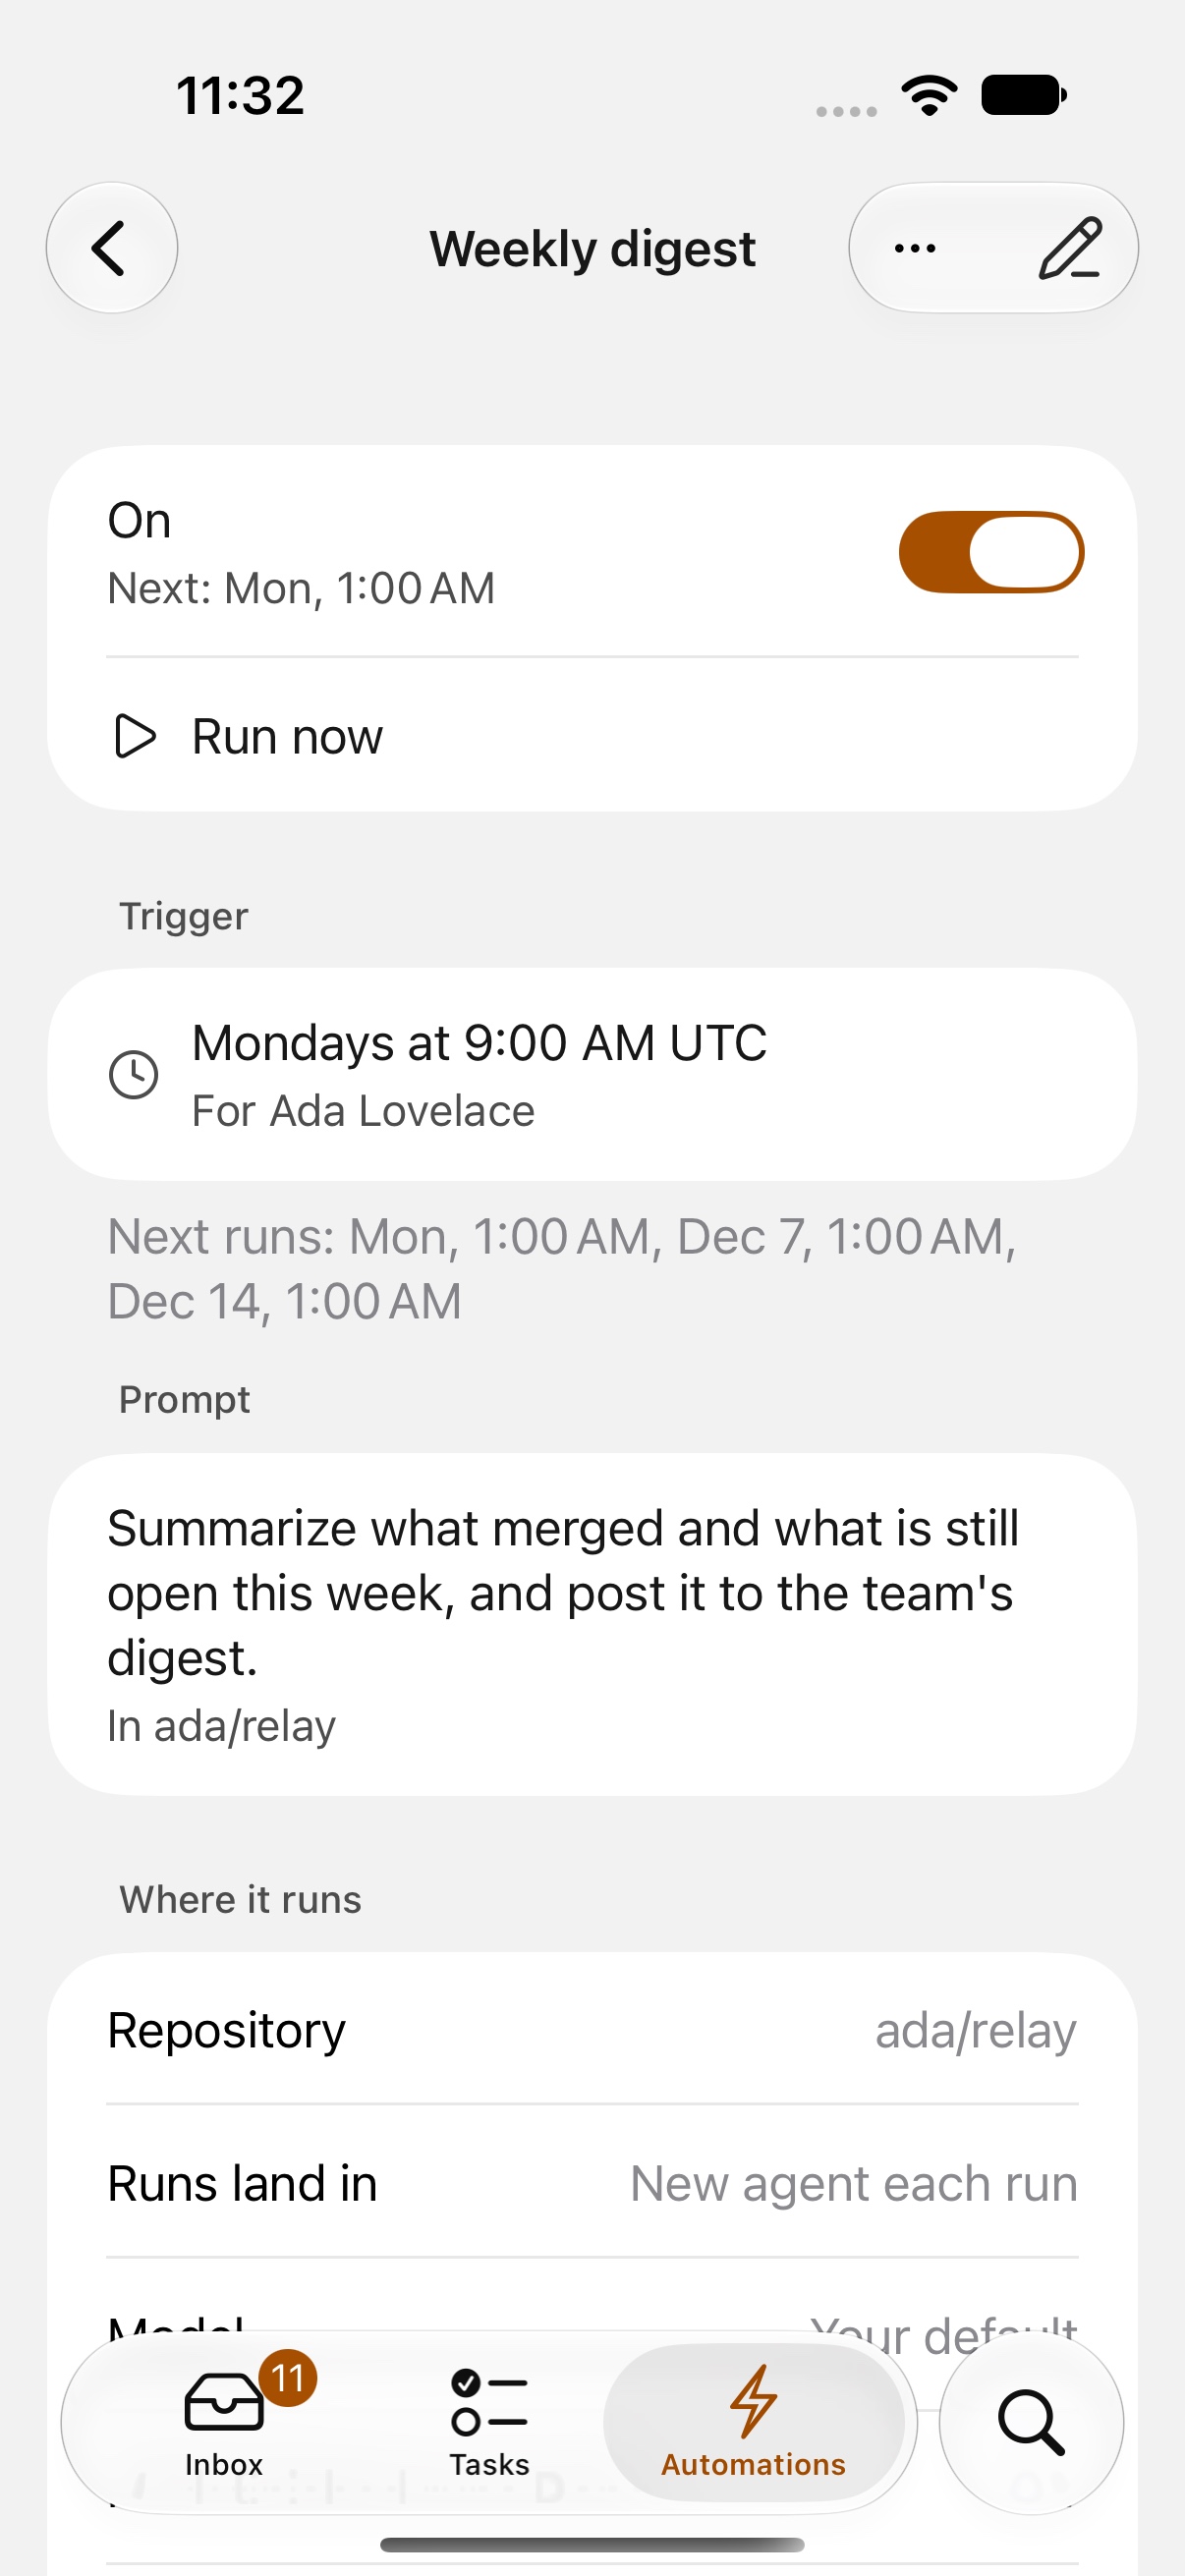 11:32
Weekly digest
On
Next: Mon, 1:00 AM
Run now
Trigger
Mondays at 9:00 AM UTC
For Ada Lovelace
Next runs: Mon, 1:00 AM, Dec 7, 1:00 AM,
Dec 14, 1:00 AM
Prompt
Summarize what merged and what is still
open this week, and post it to the team's
digest.
In ada/relay
Where it runs
Repository ada/relay
Runs land in New agent each run
Model Your default
11
Inbox Tasks Automations